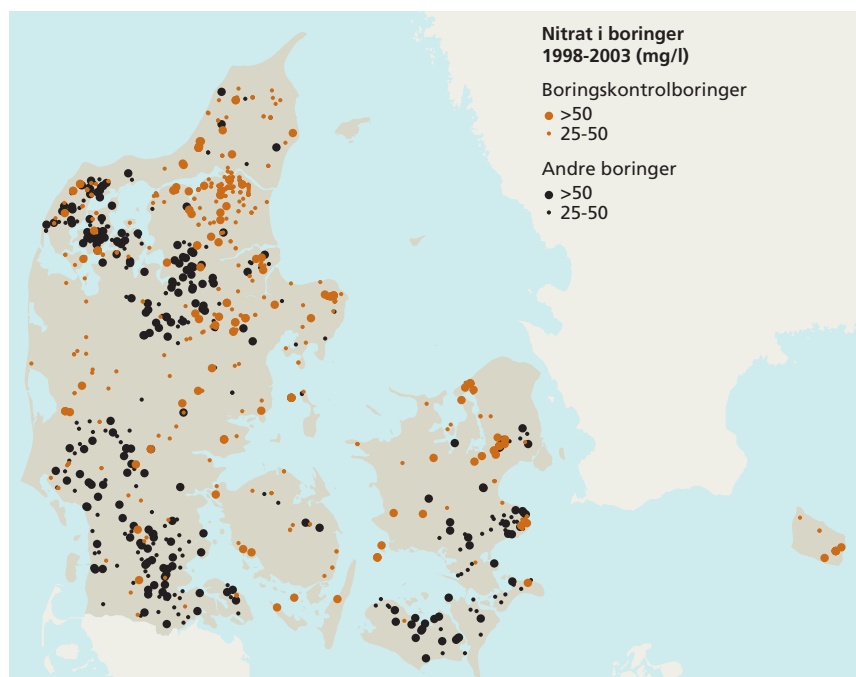 Nitrat i boringer
1998-2003 (mg/l)
Boringskontrolboringer
>50
25-50
Andre boringer
>50
25-50